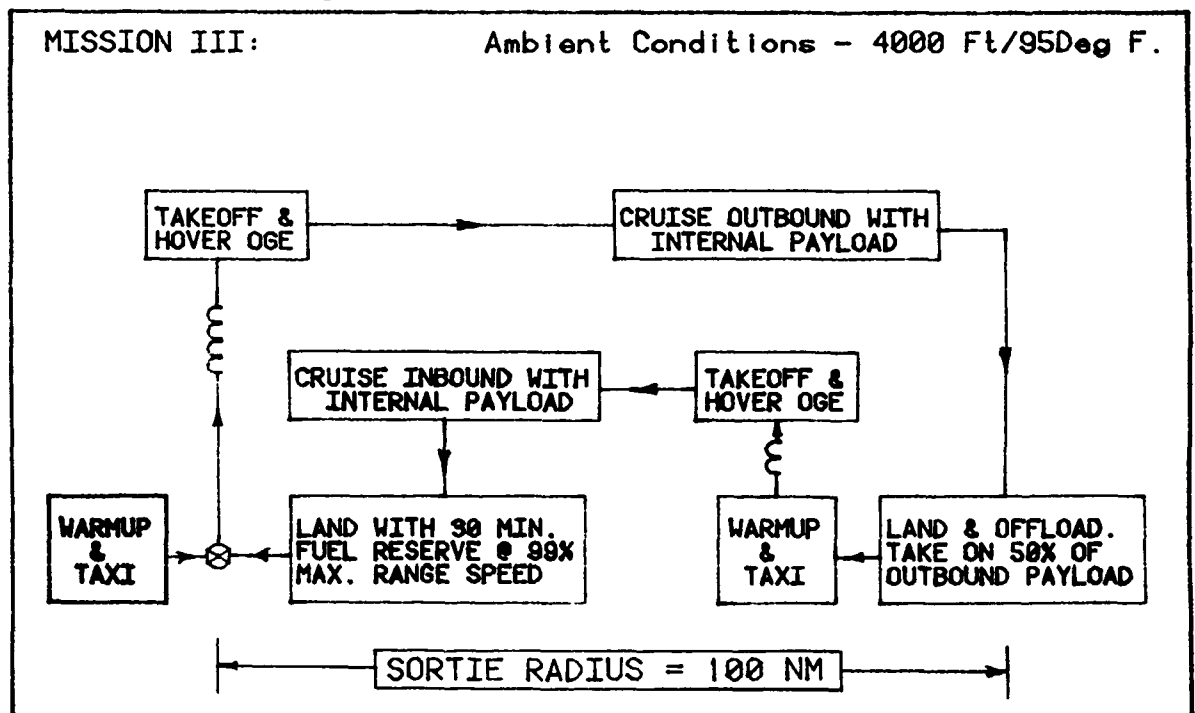 MISSION III:
Ambient Conditions - 4000 Ft/95Deg F.
TAKEOFF &
HOVER OGE
CRUISE OUTBOUND WITH
INTERNAL PAYLOAD
CRUISE INBOUND WITH
INTERNAL PAYLOAD
TAKEOFF &
HOVER OGE
WARMUP
&
TAXI
LAND WITH MIN.
FUEL RESERVE @ 99%
MAX. RANGE SPEED
WARMUP
&
TAXI
LAND & OFFLOAD.
TAKE ON 50% OF
OUTBOUND PAYLOAD
SORTIE RADIUS = 100 NM